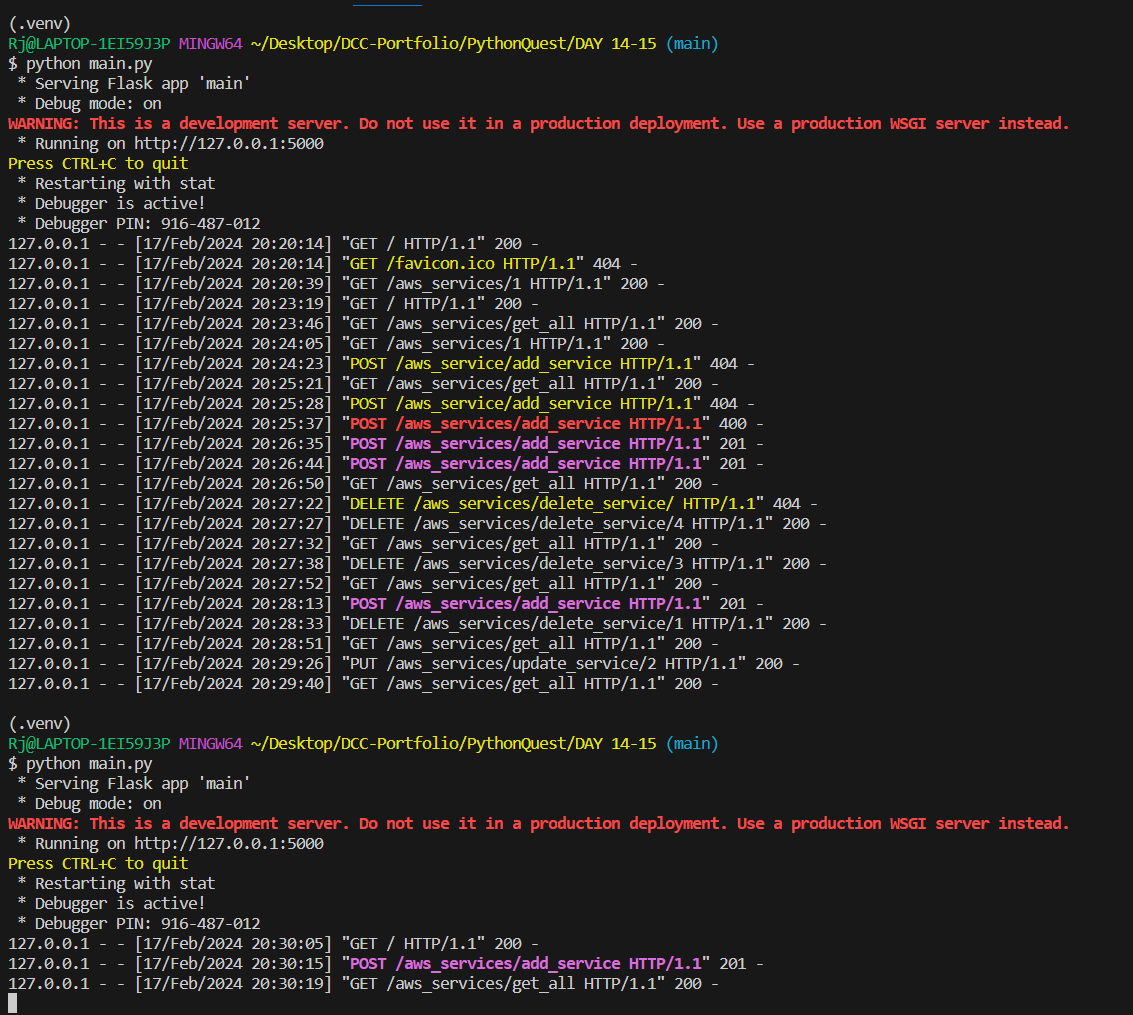 (.venv)
Rj@LAPTOP-1EI59J3P MINGW64 ~/Desktop/DCC-Portfolio/PythonQuest/DAY 14-15 (main)
$ python main.py
 * Serving Flask app 'main'
 * Debug mode: on
WARNING: This is a development server. Do not use it in a production deployment. Use a production WSGI server instead.
 * Running on http://127.0.0.1:5000
Press CTRL+C to quit
 * Restarting with stat
 * Debugger is active!
 * Debugger PIN: 916-487-012
127.0.0.1 - - [17/Feb/2024 20:20:14] "GET / HTTP/1.1" 200 -
127.0.0.1 - - [17/Feb/2024 20:20:14] "GET /favicon.ico HTTP/1.1" 404 -
127.0.0.1 - - [17/Feb/2024 20:20:39] "GET /aws_services/1 HTTP/1.1" 200 -
127.0.0.1 - - [17/Feb/2024 20:23:19] "GET / HTTP/1.1" 200 -
127.0.0.1 - - [17/Feb/2024 20:23:46] "GET /aws_services/get_all HTTP/1.1" 200 -
127.0.0.1 - - [17/Feb/2024 20:24:05] "GET /aws_services/1 HTTP/1.1" 200 -
127.0.0.1 - - [17/Feb/2024 20:24:23] "POST /aws_service/add_service HTTP/1.1" 404 -
127.0.0.1 - - [17/Feb/2024 20:25:21] "GET /aws_services/get_all HTTP/1.1" 200 -
127.0.0.1 - - [17/Feb/2024 20:25:28] "POST /aws_service/add_service HTTP/1.1" 404 -
127.0.0.1 - - [17/Feb/2024 20:25:37] "POST /aws_services/add_service HTTP/1.1" 400 -
127.0.0.1 - - [17/Feb/2024 20:26:35] "POST /aws_services/add_service HTTP/1.1" 201 -
127.0.0.1 - - [17/Feb/2024 20:26:44] "POST /aws_services/add_service HTTP/1.1" 201 -
127.0.0.1 - - [17/Feb/2024 20:26:50] "GET /aws_services/get_all HTTP/1.1" 200 -
127.0.0.1 - - [17/Feb/2024 20:27:22] "DELETE /aws_services/delete_service/ HTTP/1.1" 404 -
127.0.0.1 - - [17/Feb/2024 20:27:27] "DELETE /aws_services/delete_service/4 HTTP/1.1" 200 -
127.0.0.1 - - [17/Feb/2024 20:27:32] "GET /aws_services/get_all HTTP/1.1" 200 -
127.0.0.1 - - [17/Feb/2024 20:27:38] "DELETE /aws_services/delete_service/3 HTTP/1.1" 200 -
127.0.0.1 - - [17/Feb/2024 20:27:52] "GET /aws_services/get_all HTTP/1.1" 200 -
127.0.0.1 - - [17/Feb/2024 20:28:13] "POST /aws_services/add_service HTTP/1.1" 201 -
127.0.0.1 - - [17/Feb/2024 20:28:33] "DELETE /aws_services/delete_service/1 HTTP/1.1" 200 -
127.0.0.1 - - [17/Feb/2024 20:28:51] "GET /aws_services/get_all HTTP/1.1" 200 -
127.0.0.1 - - [17/Feb/2024 20:29:26] "PUT /aws_services/update_service/2 HTTP/1.1" 200 -
127.0.0.1 - - [17/Feb/2024 20:29:40] "GET /aws_services/get_all HTTP/1.1" 200 -
(.venv)
Rj@LAPTOP-1EI59J3P MINGW64 ~/Desktop/DCC-Portfolio/PythonQuest/DAY 14-15 (main)
$ python main.py
 * Serving Flask app 'main'
 * Debug mode: on
WARNING: This is a development server. Do not use it in a production deployment. Use a production WSGI server instead.
 * Running on http://127.0.0.1:5000
Press CTRL+C to quit
 * Restarting with stat
 * Debugger is active!
 * Debugger PIN: 916-487-012
127.0.0.1 - - [17/Feb/2024 20:30:05] "GET / HTTP/1.1" 200 -
127.0.0.1 - - [17/Feb/2024 20:30:15] "POST /aws_services/add_service HTTP/1.1" 201 -
127.0.0.1 - - [17/Feb/2024 20:30:19] "GET /aws_services/get_all HTTP/1.1" 200 -